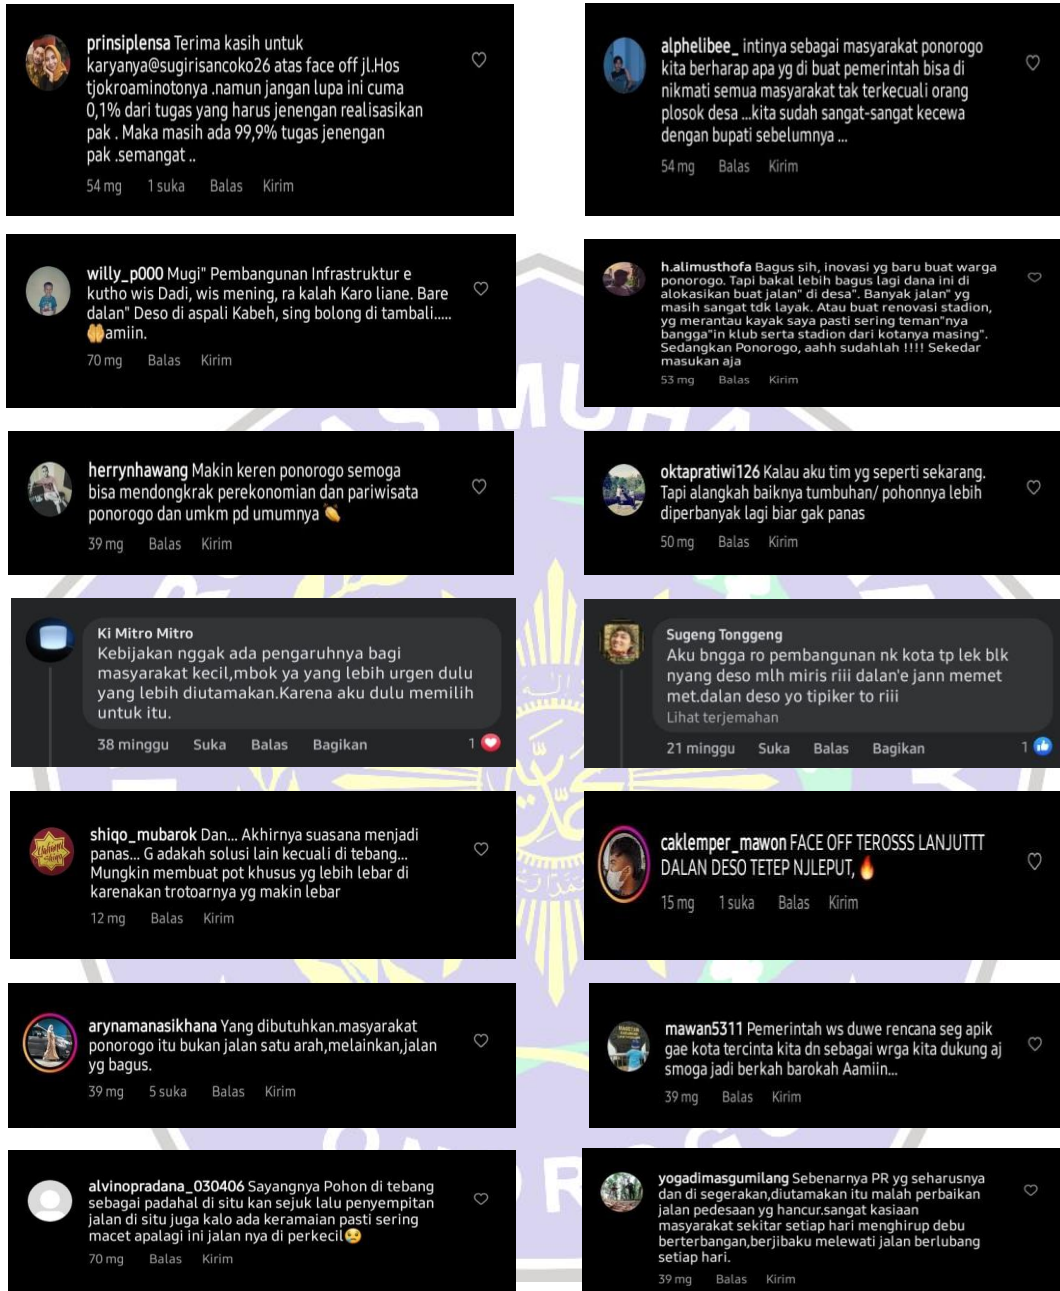 prinsiplensa Terima kasih untuk
karyanya@sugirisancoko26 atas face off jl.Hos
tjokroaminotonya .namun jangan lupa ini cuma
0,1% dari tugas yang harus jenengan realisasikan
pak . Maka masih ada 99,9% tugas jenengan
pak .semangat ..
54 mg 1 suka Balas Kirim
alphelibee_ intinya sebagai masyarakat ponorogo
kita berharap apa yg di buat pemerintah bisa di
nikmati semua masyarakat tak terkecuali orang
plosok desa ...kita sudah sangat-sangat kecewa
dengan bupati sebelumnya ...
54 mg Balas Kirim
willy_p000 Mugi" Pembangunan Infrastruktur e
kutho wis Dadi, wis mening, ra kalah Karo liane. Bare
dalan" Deso di aspali Kabeh, sing bolong di tambali.....
🤲amiin.
70 mg Balas Kirim
h.alimusthofa Bagus sih, inovasi yg baru buat warga
ponorogo. Tapi bakal lebih bagus lagi dana ini di
alokasikan buat jalan" di desa". Banyak jalan" yg
masih sangat tdk layak. Atau buat renovasi stadion,
yg merantau kayak saya pasti sering teman"nya
bangga"in klub serta stadion dari kotanya masing".
Sedangkan Ponorogo, aahh sudahlah !!!! Sekedar
masukan aja
53 mg Balas Kirim
herrynhawang Makin keren ponorogo semoga
bisa mendongkrak perekonomian dan pariwisata
ponorogo dan umkm pd umumnya
39 mg Balas Kirim
oktapratiwi126 Kalau aku tim yg seperti sekarang.
Tapi alangkah baiknya tumbuhan/ pohonnya lebih
diperbanyak lagi biar gak panas
50 mg Balas Kirim
Ki Mitro Mitro
Kebijakan nggak ada pengaruhnya bagi
masyarakat kecil,mbok ya yang lebih urgen dulu
yang lebih diutamakan.Karena aku dulu memilih
untuk itu.
38 minggu Suka Balas Bagikan 1
Sugeng Tonggeng
Aku bngga ro pembangunan nk kota tp lek blk
nyang deso mlh miris riii dalan'e jann memet
met.dalan deso yo tipiker to riii
Lihat terjemahan
21 minggu Suka Balas Bagikan 1
shiqo_mubarok Dan... Akhirnya suasana menjadi
panas... G adakah solusi lain kecuali di tebang...
Mungkin membuat pot khusus yg lebih lebar di
karenakan trotoarnya yg makin lebar
12 mg Balas Kirim
caklemper_mawon FACE OFF TEROSSS LANJUTTT
DALAN DESO TETEP NJLEPUT, 🔥
15 mg 1 suka Balas Kirim
arynamanasikhana Yang dibutuhkan.masyarakat
ponorogo itu bukan jalan satu arah,melainkan,jalan
yg bagus.
39 mg 5 suka Balas Kirim
mawan5311 Pemerintah ws duwe rencana seg apik
gae kota tercinta kita dn sebagai wrga kita dukung aj
smoga jadi berkah barokah Aamiin...
39 mg Balas Kirim
alvinopradana_030406 Sayangnya Pohon di tebang
sebagai padahal di situ kan sejuk lalu penyempitan
jalan di situ juga kalo ada keramaian pasti sering
macet apalagi ini jalan nya di perkecil😢
70 mg Balas Kirim
yogadimasgumilang Sebenarnya PR yg seharusnya
dan di segerakan,diutamakan itu malah perbaikan
jalan pedesaan yg hancur.sangat kasiaan
masyarakat sekitar setiap hari menghirup debu
berterbangan,berjibaku melewati jalan berlubang
setiap hari.
39 mg Balas Kirim